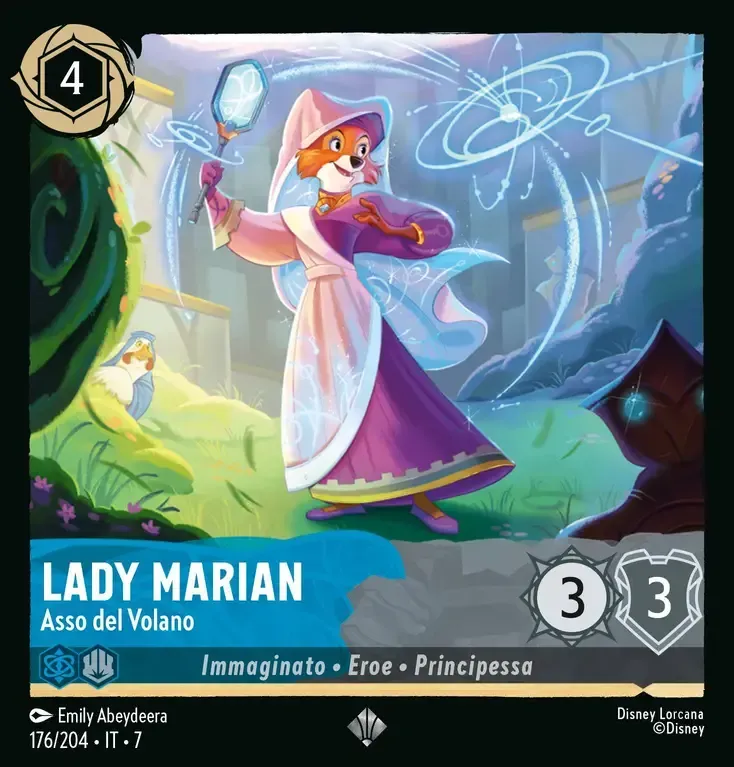 4
LADY MARIAN
Asso del Volano
3
3
Immaginato • Eroe • Principessa
Emily Abeydeera
176/204 • IT • 7
Disney Lorcana
©Disney